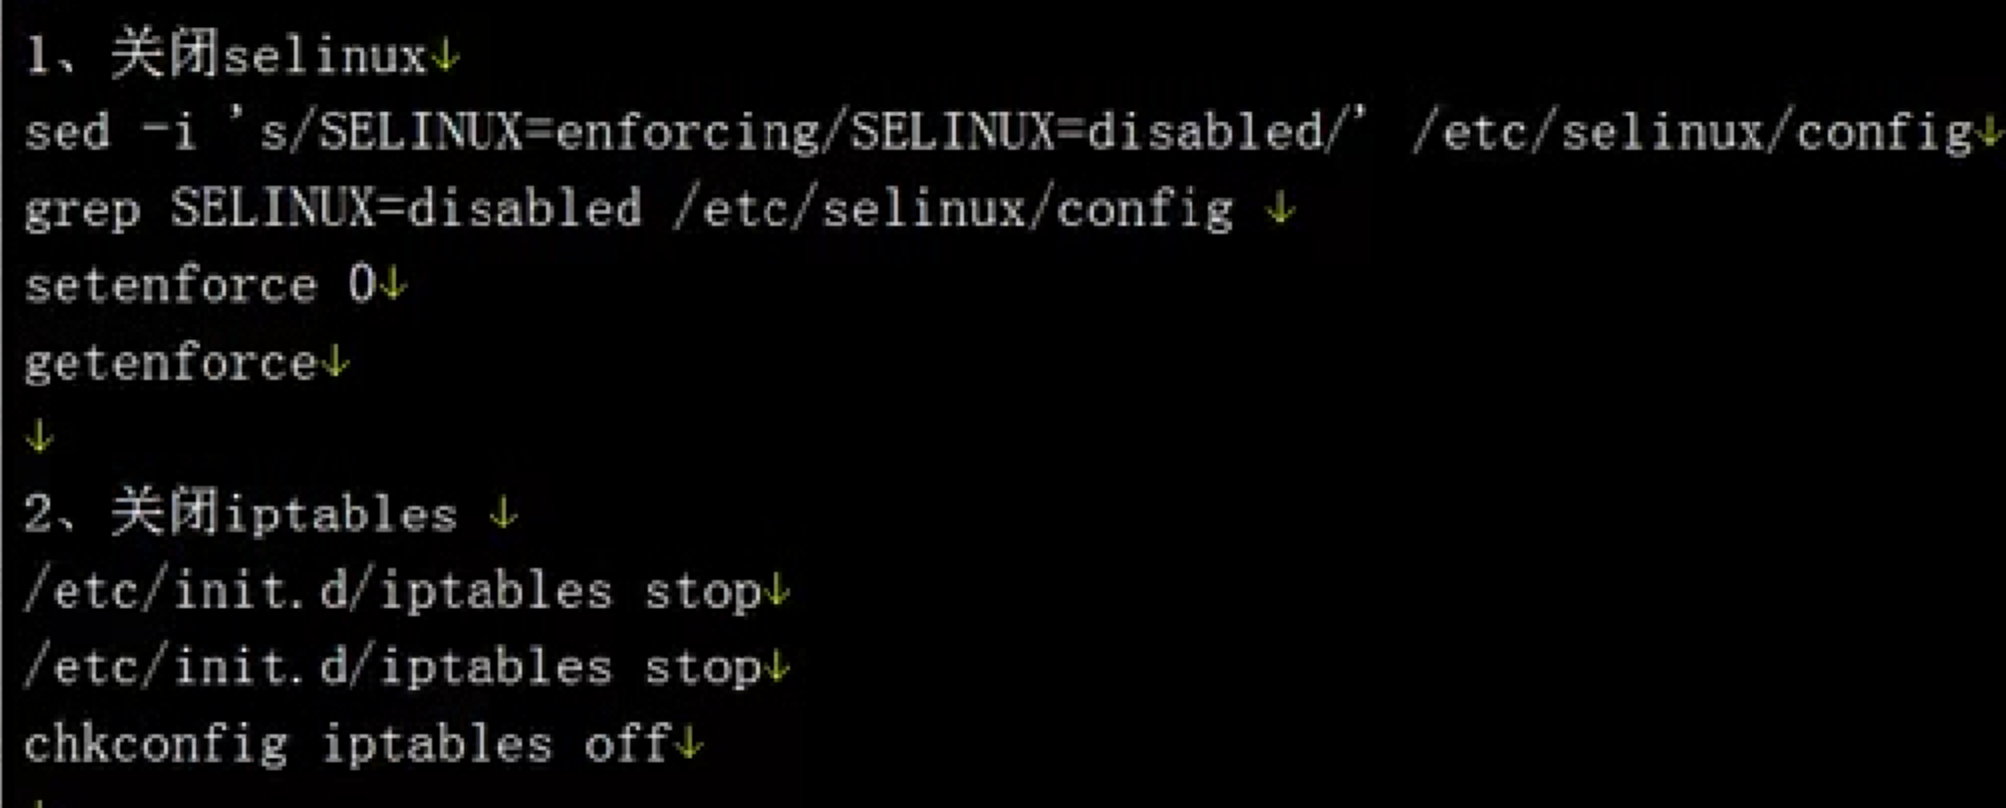 1、关闭selinux↓
sed -i ’s/SELINUX=enforcing/SELINUX=disabled/’ /etc/selinux/config↓
grep SELINUX=disabled /etc/selinux/config ↓
setenforce 0↓
getenforce↓
↓
2、关闭iptables ↓
/etc/init.d/iptables stop↓
/etc/init.d/iptables stop↓
chkconfig iptables off↓